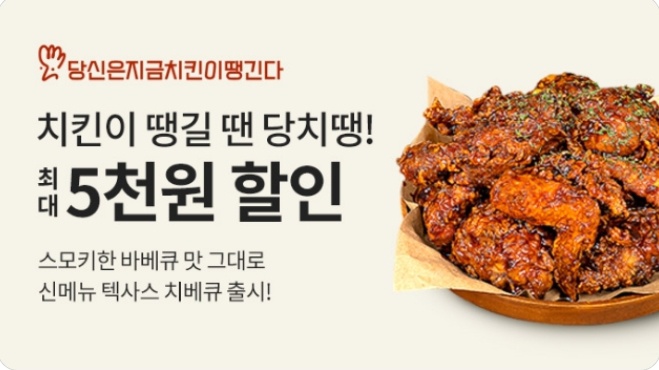 당신은지금치킨이땡긴다
치킨이 땡길 땐 당치땡!
최대 5천원 할인
스모키한 바베큐 맛 그대로
신메뉴 텍사스 치베큐 출시!